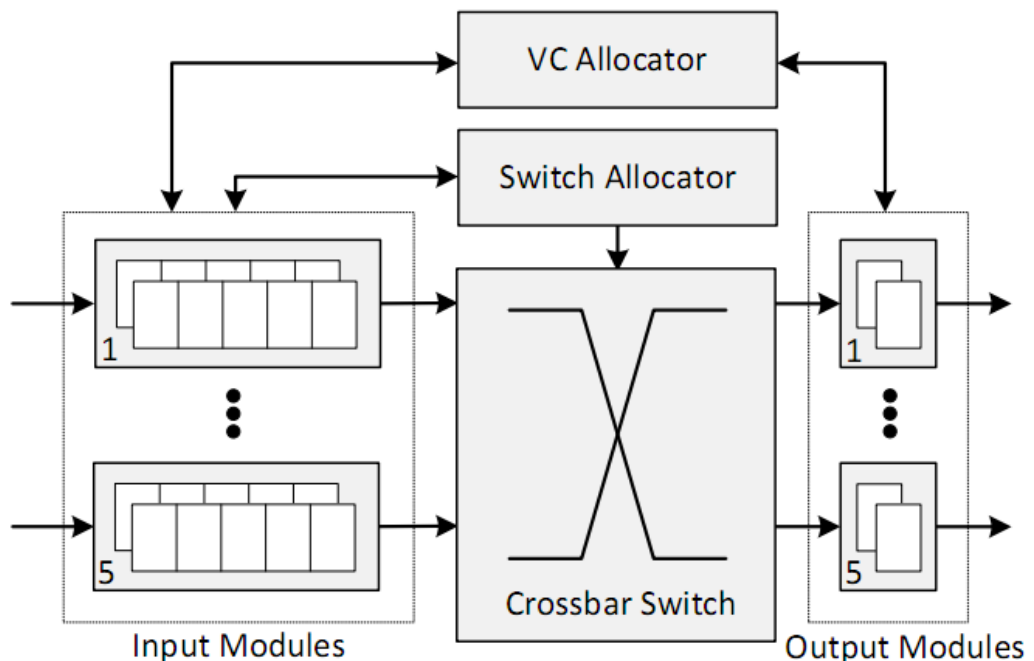 VC Allocator
Switch Allocator
1
1
5
5
Crossbar Switch
Input Modules
Output Modules